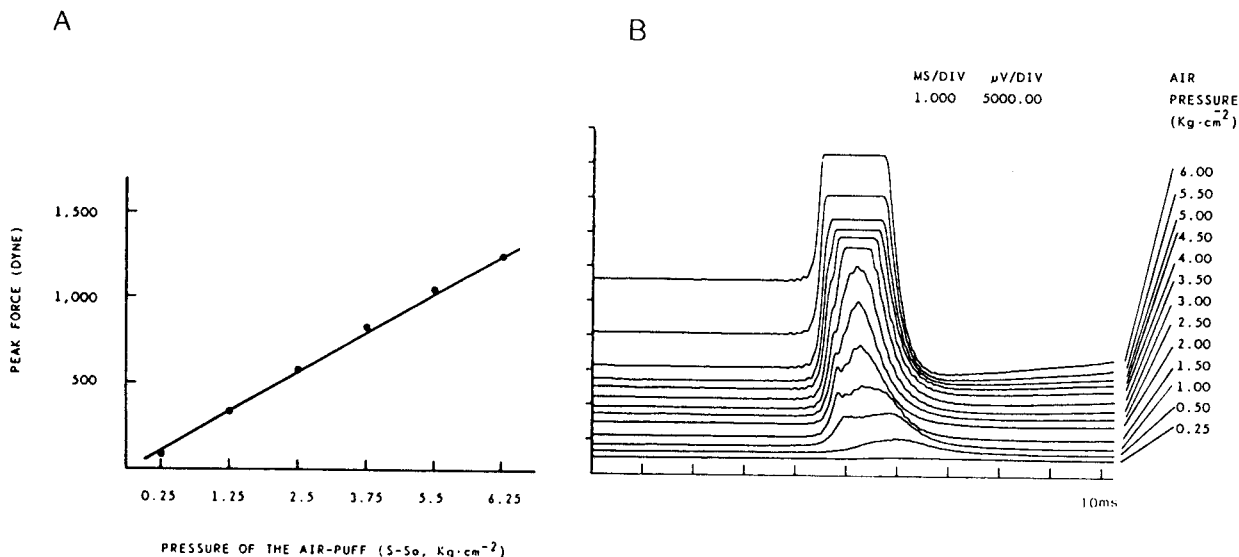 A
PEAK FORCE (DYNE)
1,500
1,000
500
0.25 1.25 2.5 3.75 5.5 6.25
PRESSURE OF THE AIR-PUFF (S-So, Kg·cm⁻²)
B
MS/DIV µV/DIV
1.000 5000.00
AIR
PRESSURE
(Kg·cm⁻²)
6.00
5.50
5.00
4.50
4.00
3.50
3.00
2.50
2.00
1.50
1.00
0.50
0.25
10ms